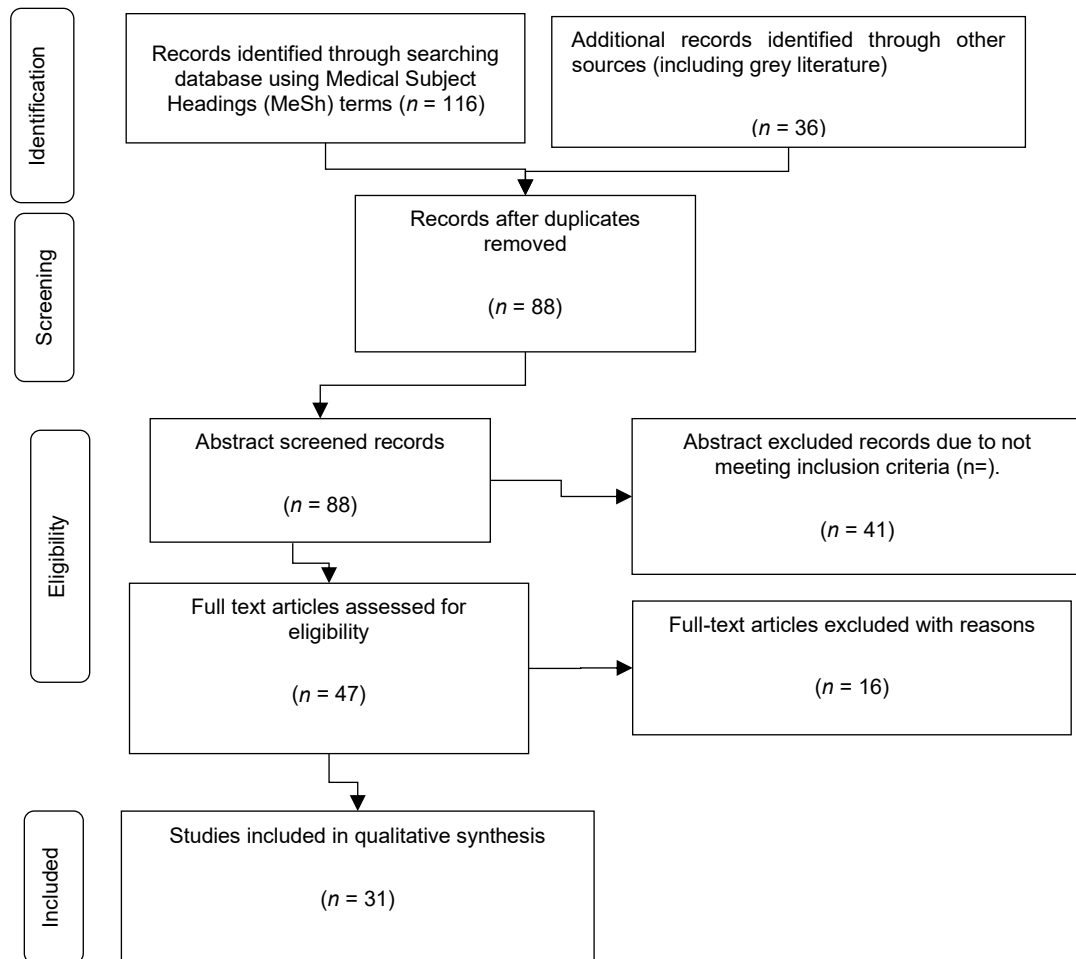 Identification
Records identified through searching
database using Medical Subject
Headings (MeSh) terms (n = 116)
Additional records identified through other
sources (including grey literature)
(n = 36)
Screening
Records after duplicates
removed
(n = 88)
Eligibility
Abstract screened records
(n = 88)
Abstract excluded records due to not
meeting inclusion criteria (n=).
(n = 41)
Full text articles assessed for
eligibility
(n = 47)
Full-text articles excluded with reasons
(n = 16)
Included
Studies included in qualitative synthesis
(n = 31)